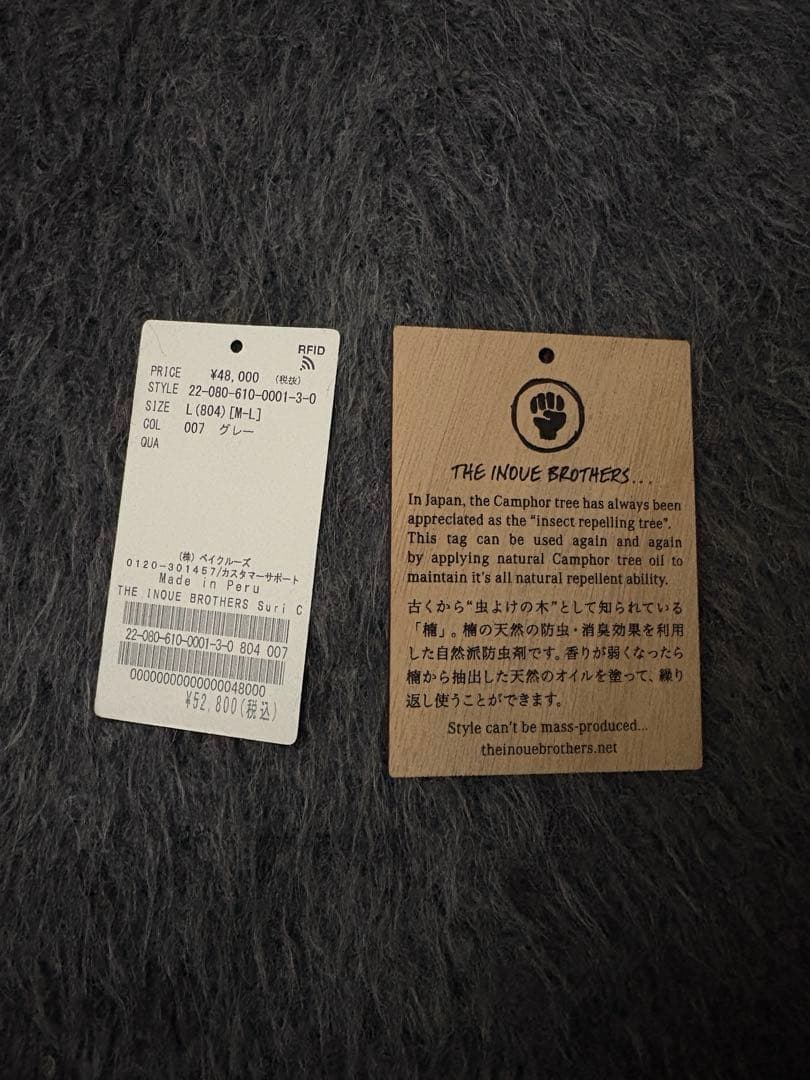 RFID
PRICE ¥48,000 (税抜)
STYLE 22-080-610-0001-3-0
SIZE L(804)[M-L]
COL 007 グレー
QUA
(株) ベイクルーズ
0120-301457/カスタマーサポート
Made in Peru
THE INOUE BROTHERS Suri C
22-080-610-0001-3-0 804 007
0000000000000048000
¥52,800(税込)
THE INOUE BROTHERS...
In Japan, the Camphor tree has always been
appreciated as the “insect repelling tree”.
This tag can be used again and again
by applying natural Camphor tree oil to
maintain it's all natural repellent ability.
古くから“虫よけの木”として知られている
「楠」。楠の天然の防虫・消臭効果を利用
した自然派防虫剤です。香りが弱くなったら
楠から抽出した天然のオイルを塗って、繰り
返し使うことができます。
Style can't be mass-produced...
theinouebrothers.net